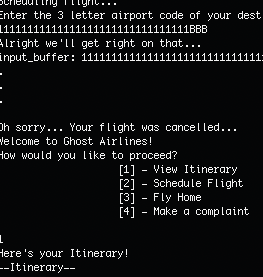 Scheduling flight...
Enter the 3 letter airport code of your dest
1111111111111111111111111111111BBB
Alright we'll get right on that...
input_buffer: 1111111111111111111111111111111
.
.
.
Oh sorry... Your flight was cancelled...
Welcome to Ghost Airlines!
How would you like to proceed?
[1] - View Itinerary
[2] - Schedule Flight
[3] - Fly Home
[4] - Make a complaint
1
Here's your Itinerary!
--Itinerary--